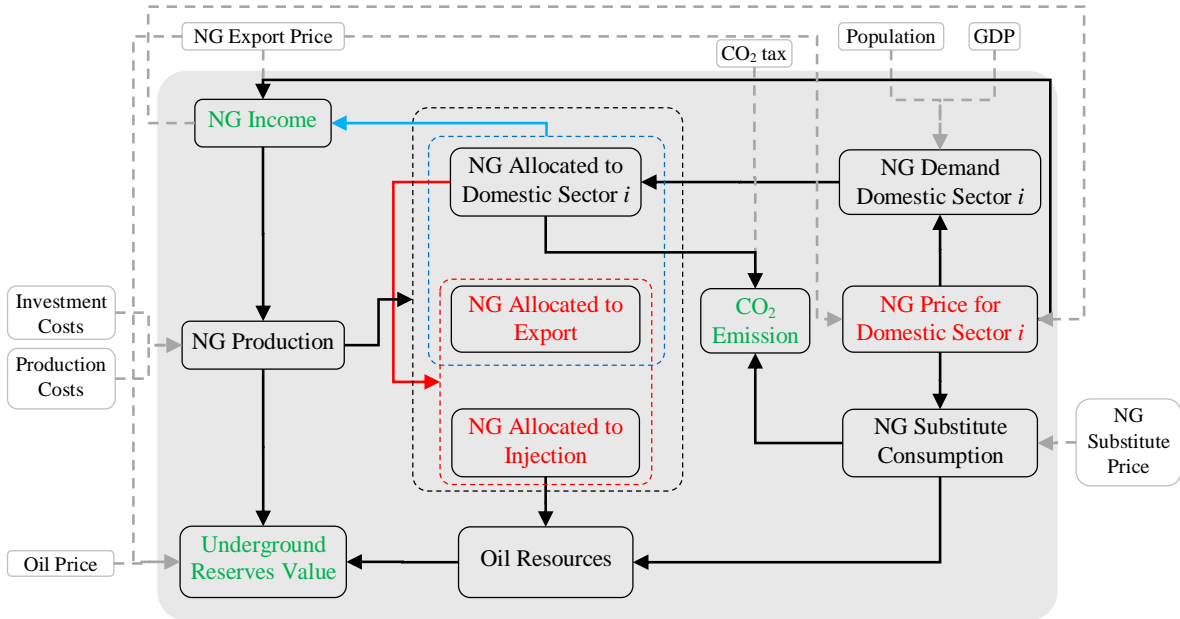 NG Export Price
Population
GDP
CO₂ tax
NG Income
NG Allocated to
Domestic Sector i
NG Demand
Domestic Sector i
Investment
Costs
NG Production
NG Allocated to
Export
CO₂
Emission
NG Price for
Domestic Sector i
Production
Costs
NG Allocated to
Injection
NG Substitute
Consumption
NG
Substitute
Price
Oil Price
Underground
Reserves Value
Oil Resources